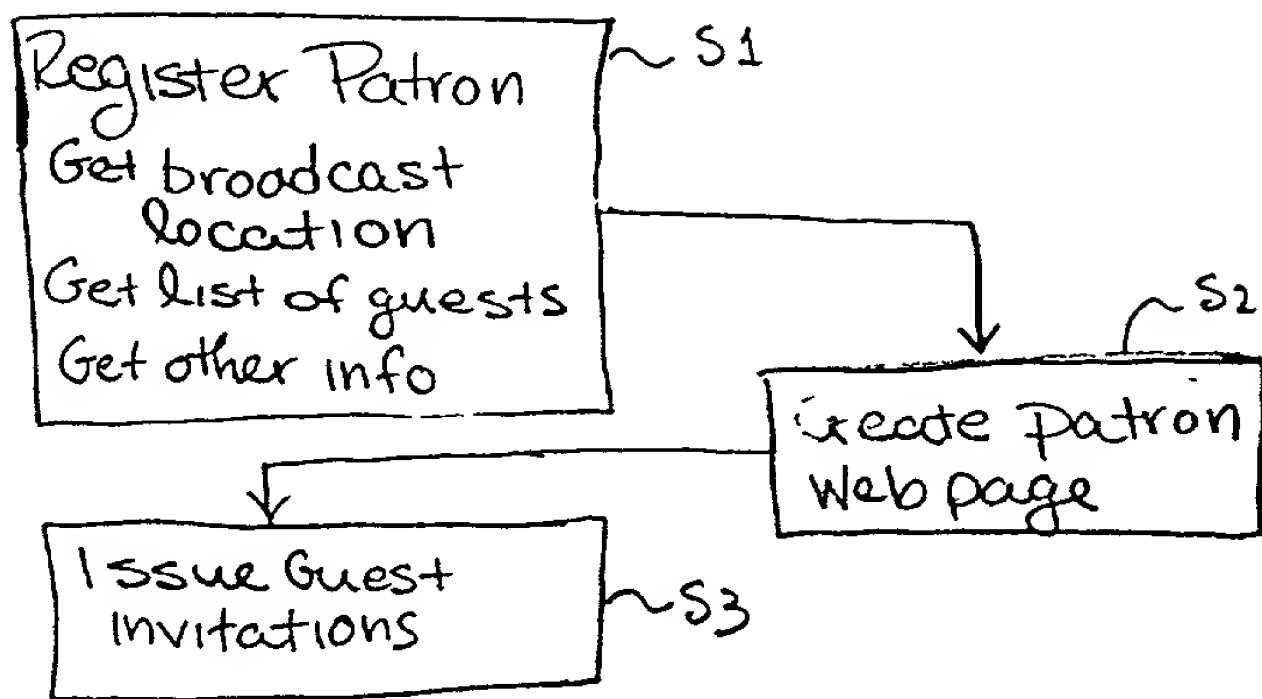 Register Patron
Get broadcast
location
Get list of guests
Get other info
S1
S2
Create patron
Web page
Issue Guest
Invitations
S3